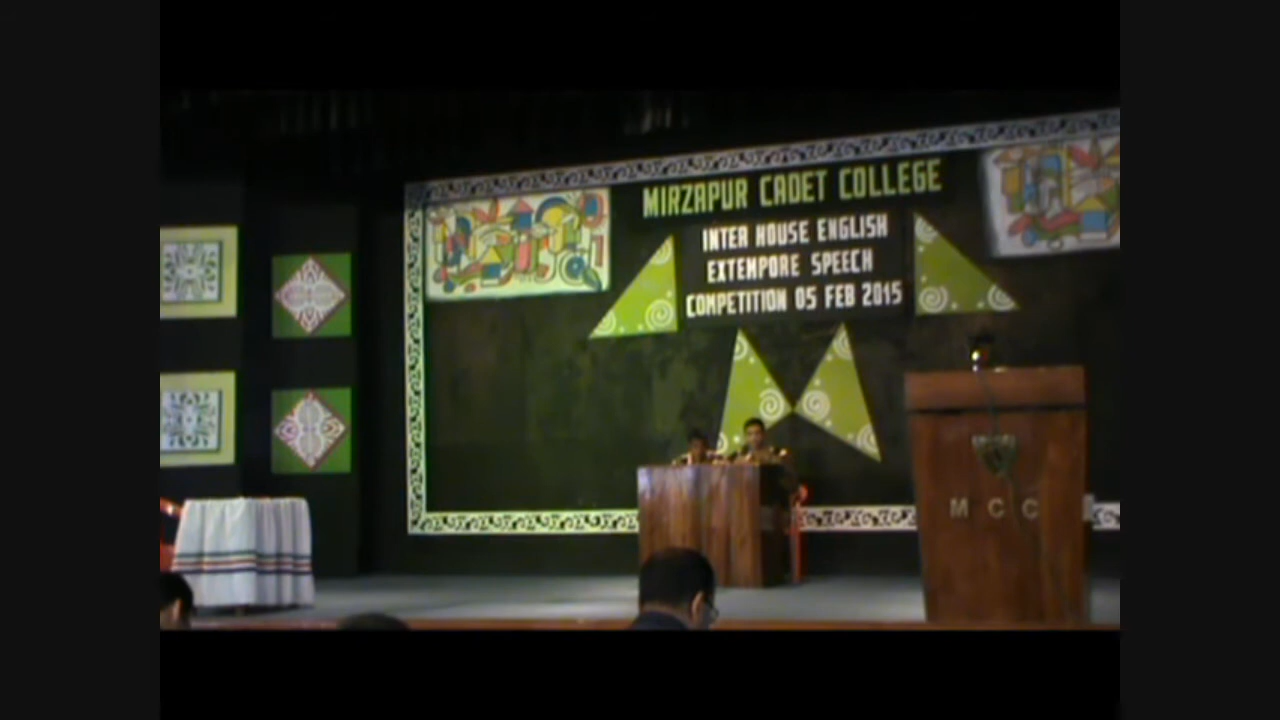 MIRZAPUR CADET COLLEGE
INTER HOUSE ENGLISH
EXTEMPORE SPEECH
COMPETITION 05 FEB 2015
M C C